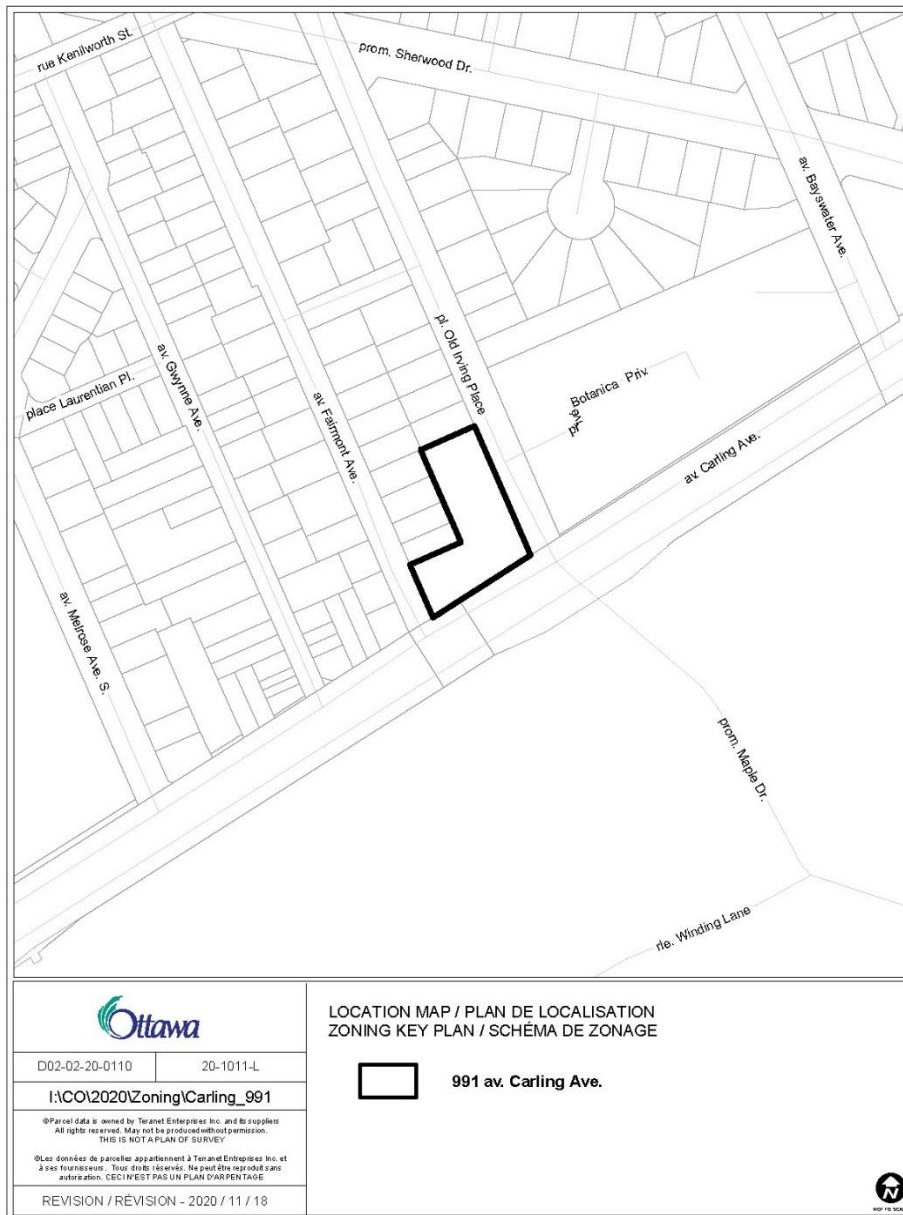 rue Kenilworth St.
prom. Sherwood Dr.
av. Bayswater Ave.
pl. Old Irving Place
Botanica Priv.
pl. av. Gwynne Ave.
place Laurentian Pl.
av. Fairmont Ave.
av. Carling Ave.
av. Melrose Ave. S.
prom. Maple Dr.
rle. Winding Lane
Ottawa
D02-02-20-0110
20-1011-L
I:\CO\2020\Zoning\Carling_991
©Parcel data is owned by Teranet Enterprises Inc. and its suppliers
All rights reserved. May not be produced without permission.
THIS IS NOT A PLAN OF SURVEY
©Les données de parcelles appartiennent à Terranet Entreprises Inc. et
à ses fournisseurs. Tous droits réservés. Ne peut être reproduit sans
autorisation. CECI N'EST PAS UN PLAN D'ARPENTAGE
REVISION / RÉVISION - 2020 / 11 / 18
LOCATION MAP / PLAN DE LOCALISATION
ZONING KEY PLAN / SCHÉMA DE ZONAGE
991 av. Carling Ave.
N
NOT TO SCALE